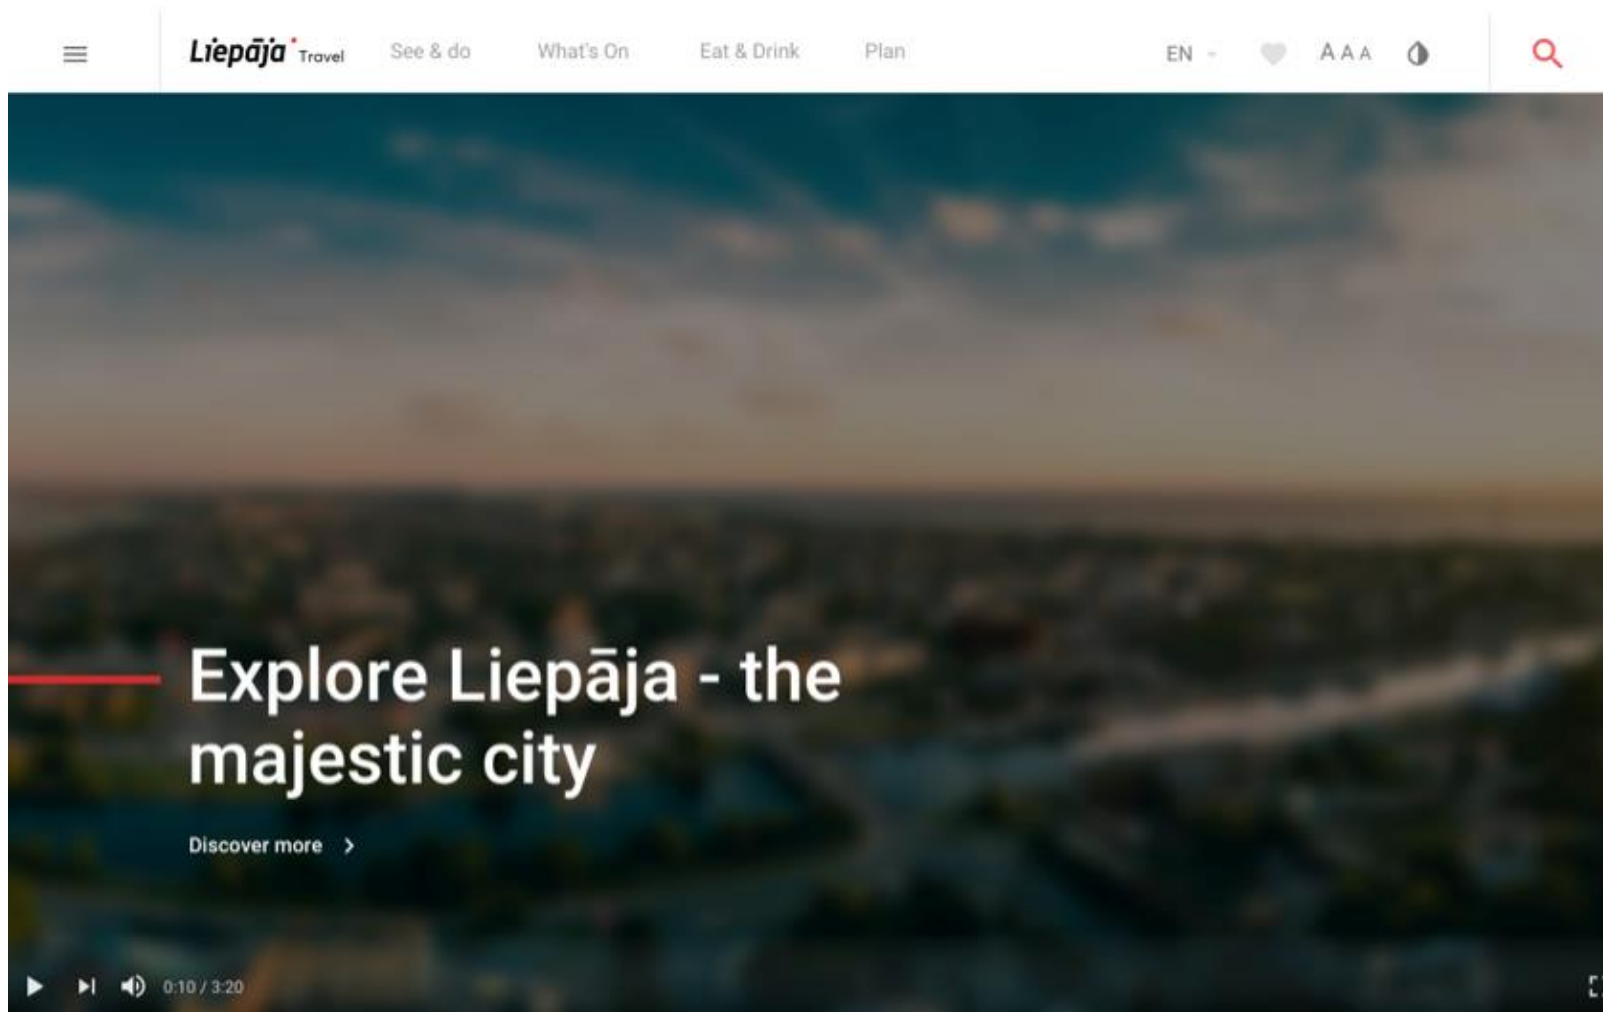 Liepāja Travel
See & do
What's On
Eat & Drink
Plan
EN
A A A
Explore Liepāja - the
majestic city
Discover more
0:10 / 3:20